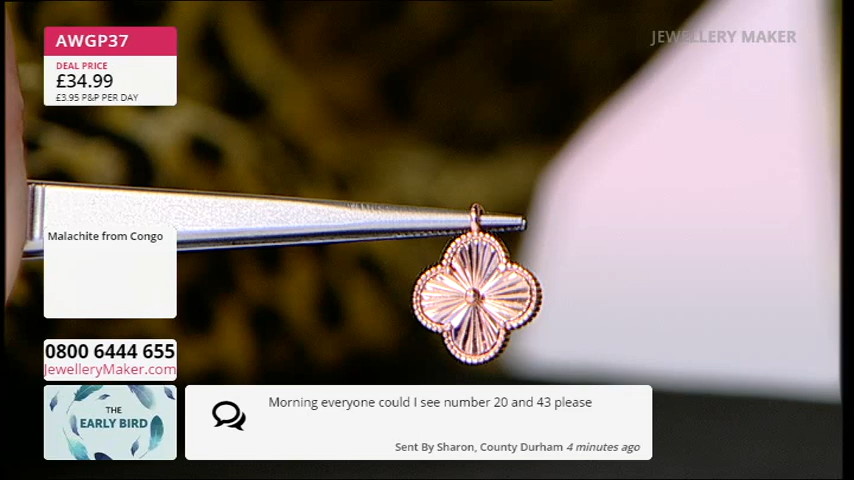 AWGP37
DEAL PRICE
£34.99
£3.95 P&P PER DAY
JEWELLERY MAKER
Malachite from Congo
0800 6444 655
JewelleryMaker.com
THE
EARLY BIRD
Morning everyone could I see number 20 and 43 please
Sent By Sharon, County Durham 4 minutes ago